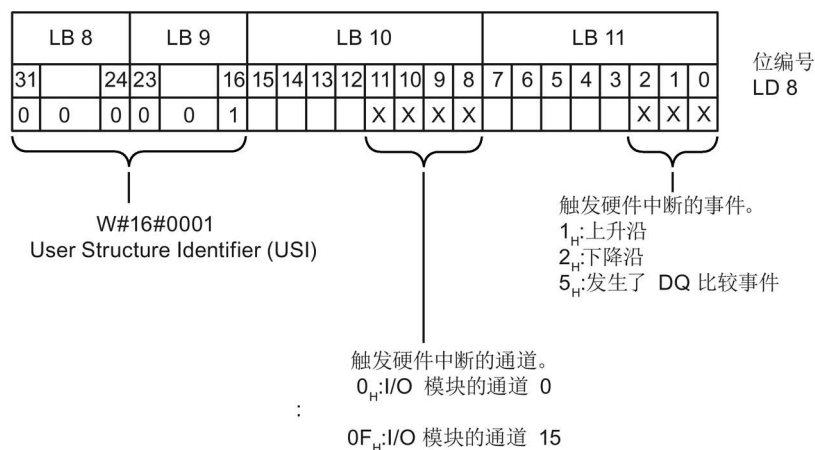 LB 8 LB 9 LB 10 LB 11
31 24 23 16 15 14 13 12 11 10 9 8 7 6 5 4 3 2 1 0
0 0 0 0 0 1 X X X X X X X
位编号
LD 8
W#16#0001
User Structure Identifier (USI)
触发硬件中断的事件。
1H:上升沿
2H:下降沿
5H:发生了 DQ 比较事件
触发硬件中断的通道。
0H:I/O 模块的通道 0
:
0FH:I/O 模块的通道 15